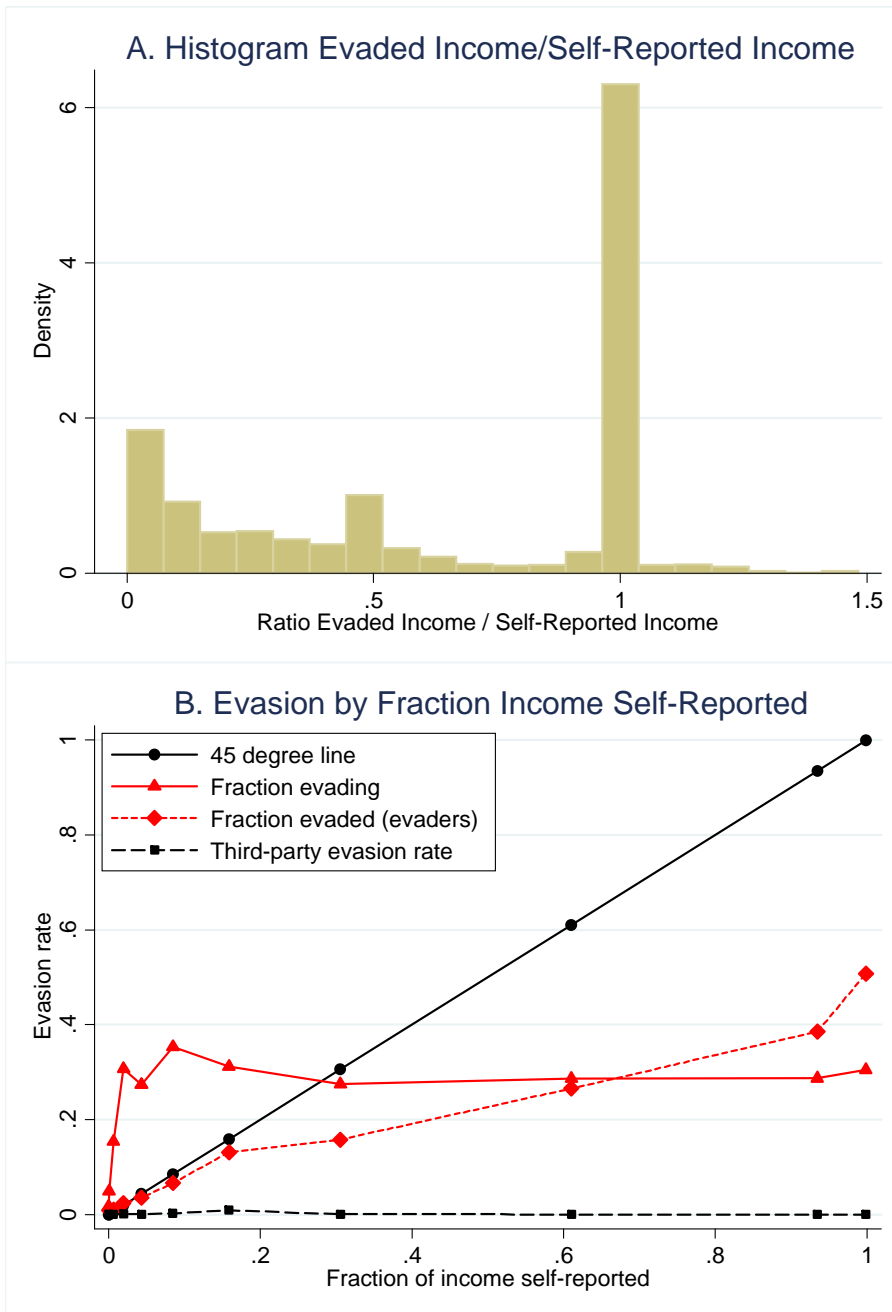 A. Histogram Evaded Income/Self-Reported Income
6
4
2
0
Density
0 .5 1 1.5
Ratio Evaded Income / Self-Reported Income
B. Evasion by Fraction Income Self-Reported
45 degree line
Fraction evading
Fraction evaded (evaders)
Third-party evasion rate
1
.8
.6
.4
.2
0
Evasion rate
0 .2 .4 .6 .8 1
Fraction of income self-reported